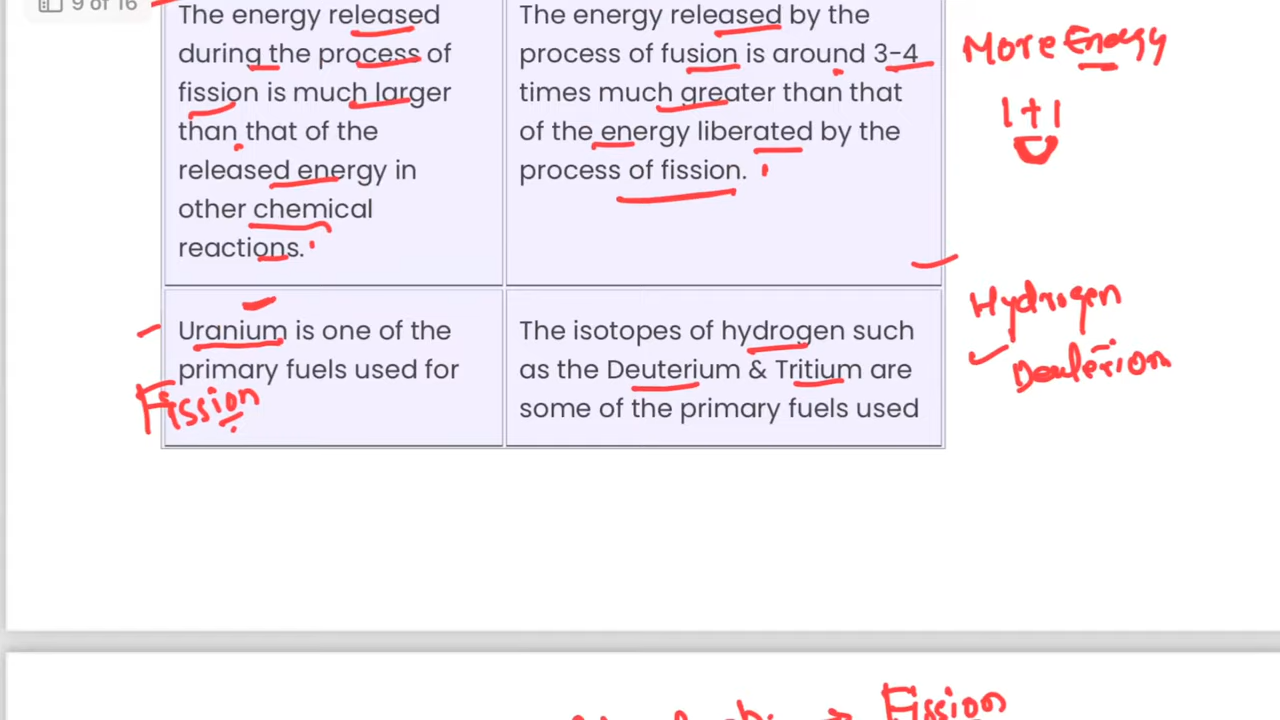 9 of 16
The energy released
during the process of
fission is much larger
than that of the
released energy in
other chemical
reactions.
The energy released by the
process of fusion is around 3-4
times much greater than that
of the energy liberated by the
process of fission.
More Energy
1+1
Uranium is one of the
primary fuels used for
Fission
The isotopes of hydrogen such
as the Deuterium & Tritium are
some of the primary fuels used
Hydrogen
Deuterium
Fission